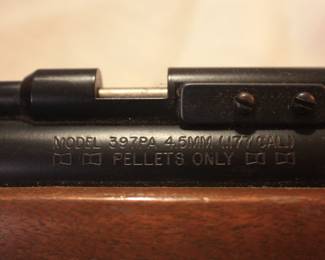 MODEL 397PA 4.5MM (.177 CAL)
PELLETS ONLY